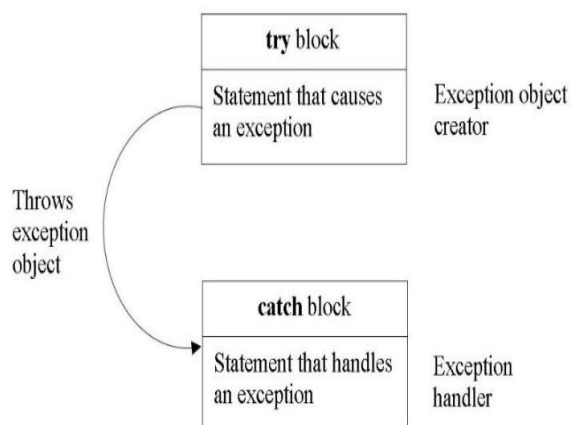 try block
Statement that causes
an exception
Exception object
creator
Throws
exception
object
catch block
Statement that handles
an exception
Exception
handler